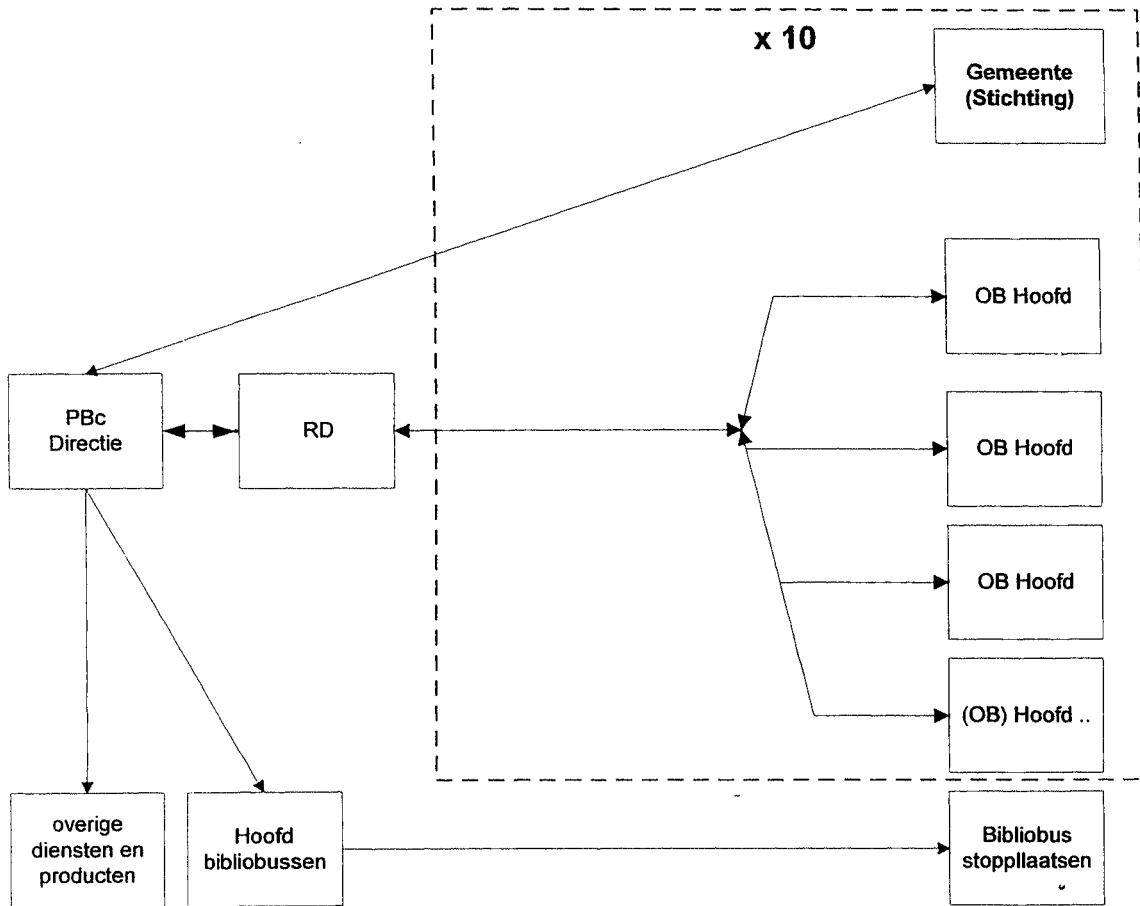 x 10
Gemeente
(Stichting)
OB Hoofd
PBc
Directie
RD
OB Hoofd
OB Hoofd
(OB) Hoofd ..
overige
diensten en
producten
Hoofd
bibliobussen
Bibliobus
stoppllaatsen